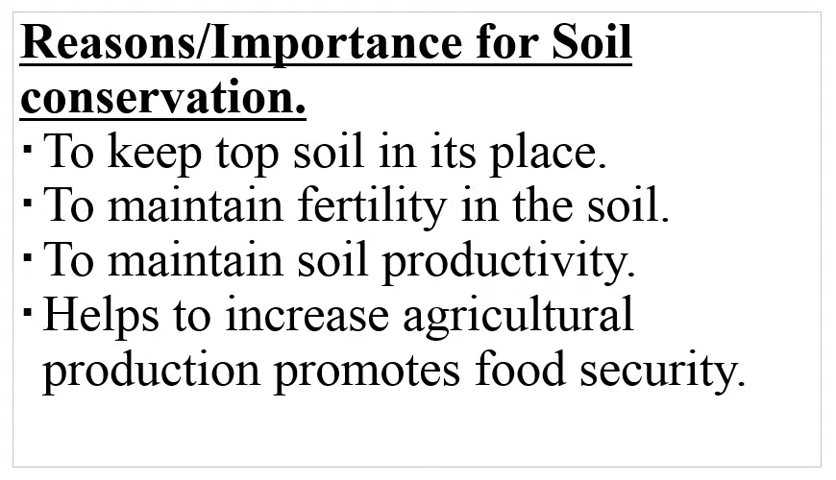 Reasons/Importance for Soil
conservation.
▪ To keep top soil in its place.
▪ To maintain fertility in the soil.
▪ To maintain soil productivity.
▪ Helps to increase agricultural
production promotes food security.